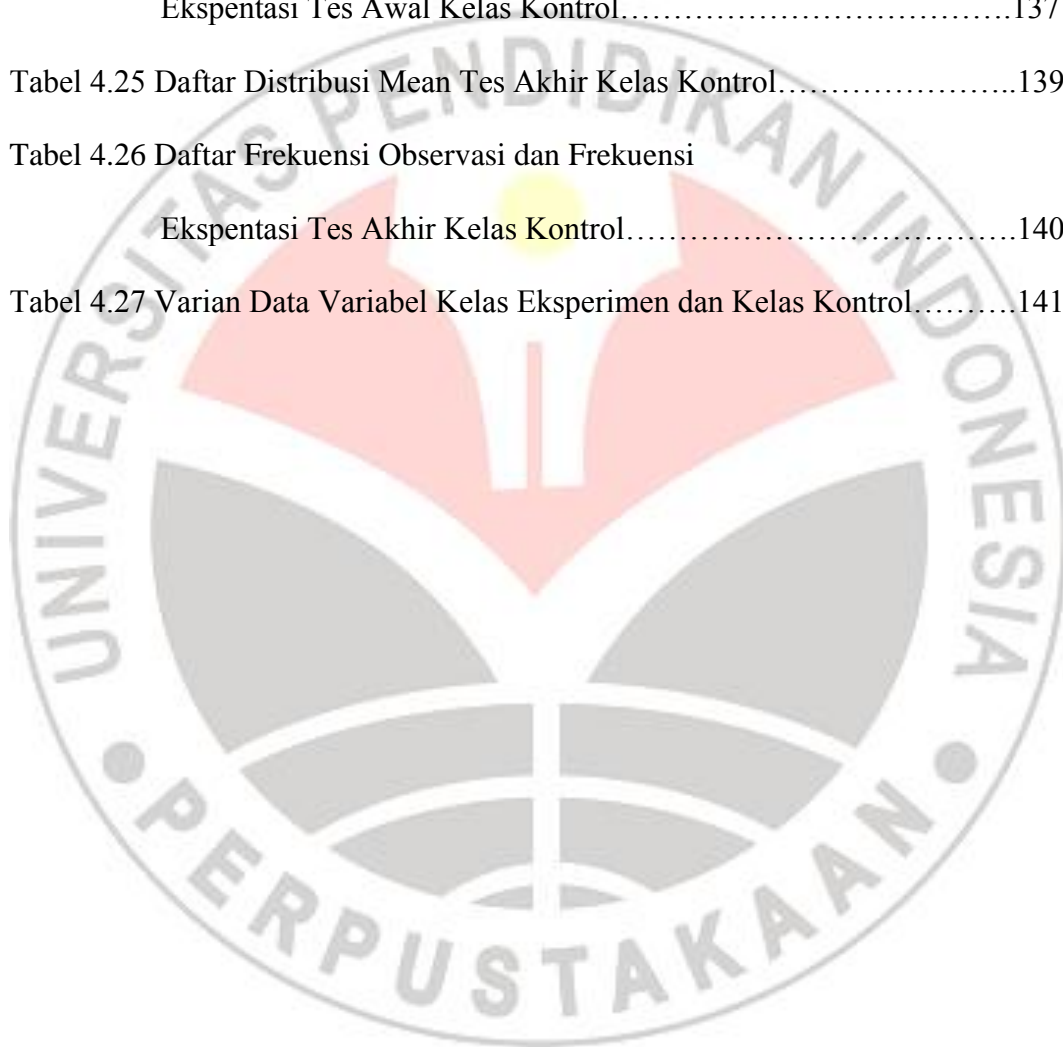 Ekspentasi Tes Awal Kelas Kontrol……………………………….137
Tabel 4.25 Daftar Distribusi Mean Tes Akhir Kelas Kontrol…………………..139
Tabel 4.26 Daftar Frekuensi Observasi dan Frekuensi
Ekspentasi Tes Akhir Kelas Kontrol……………………………….140
Tabel 4.27 Varian Data Variabel Kelas Eksperimen dan Kelas Kontrol……….141
UNIVERSITAS PENDIDIKAN INDONESIA
PERPUSTAKAAN